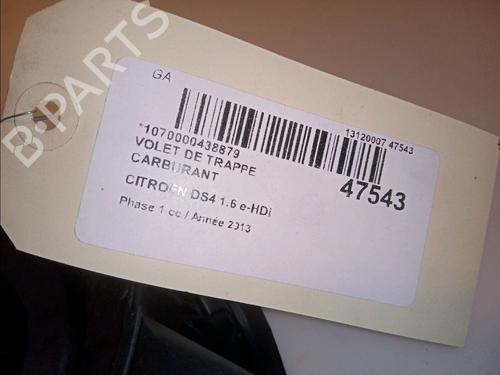 B-PARTS
GA
13120007 47543
*1070000438879
VOLET DE TRAPPE
CARBURANT
47543
CITROEN DS4 1.6 e-HDi
Phase 1 cc / Année 2013